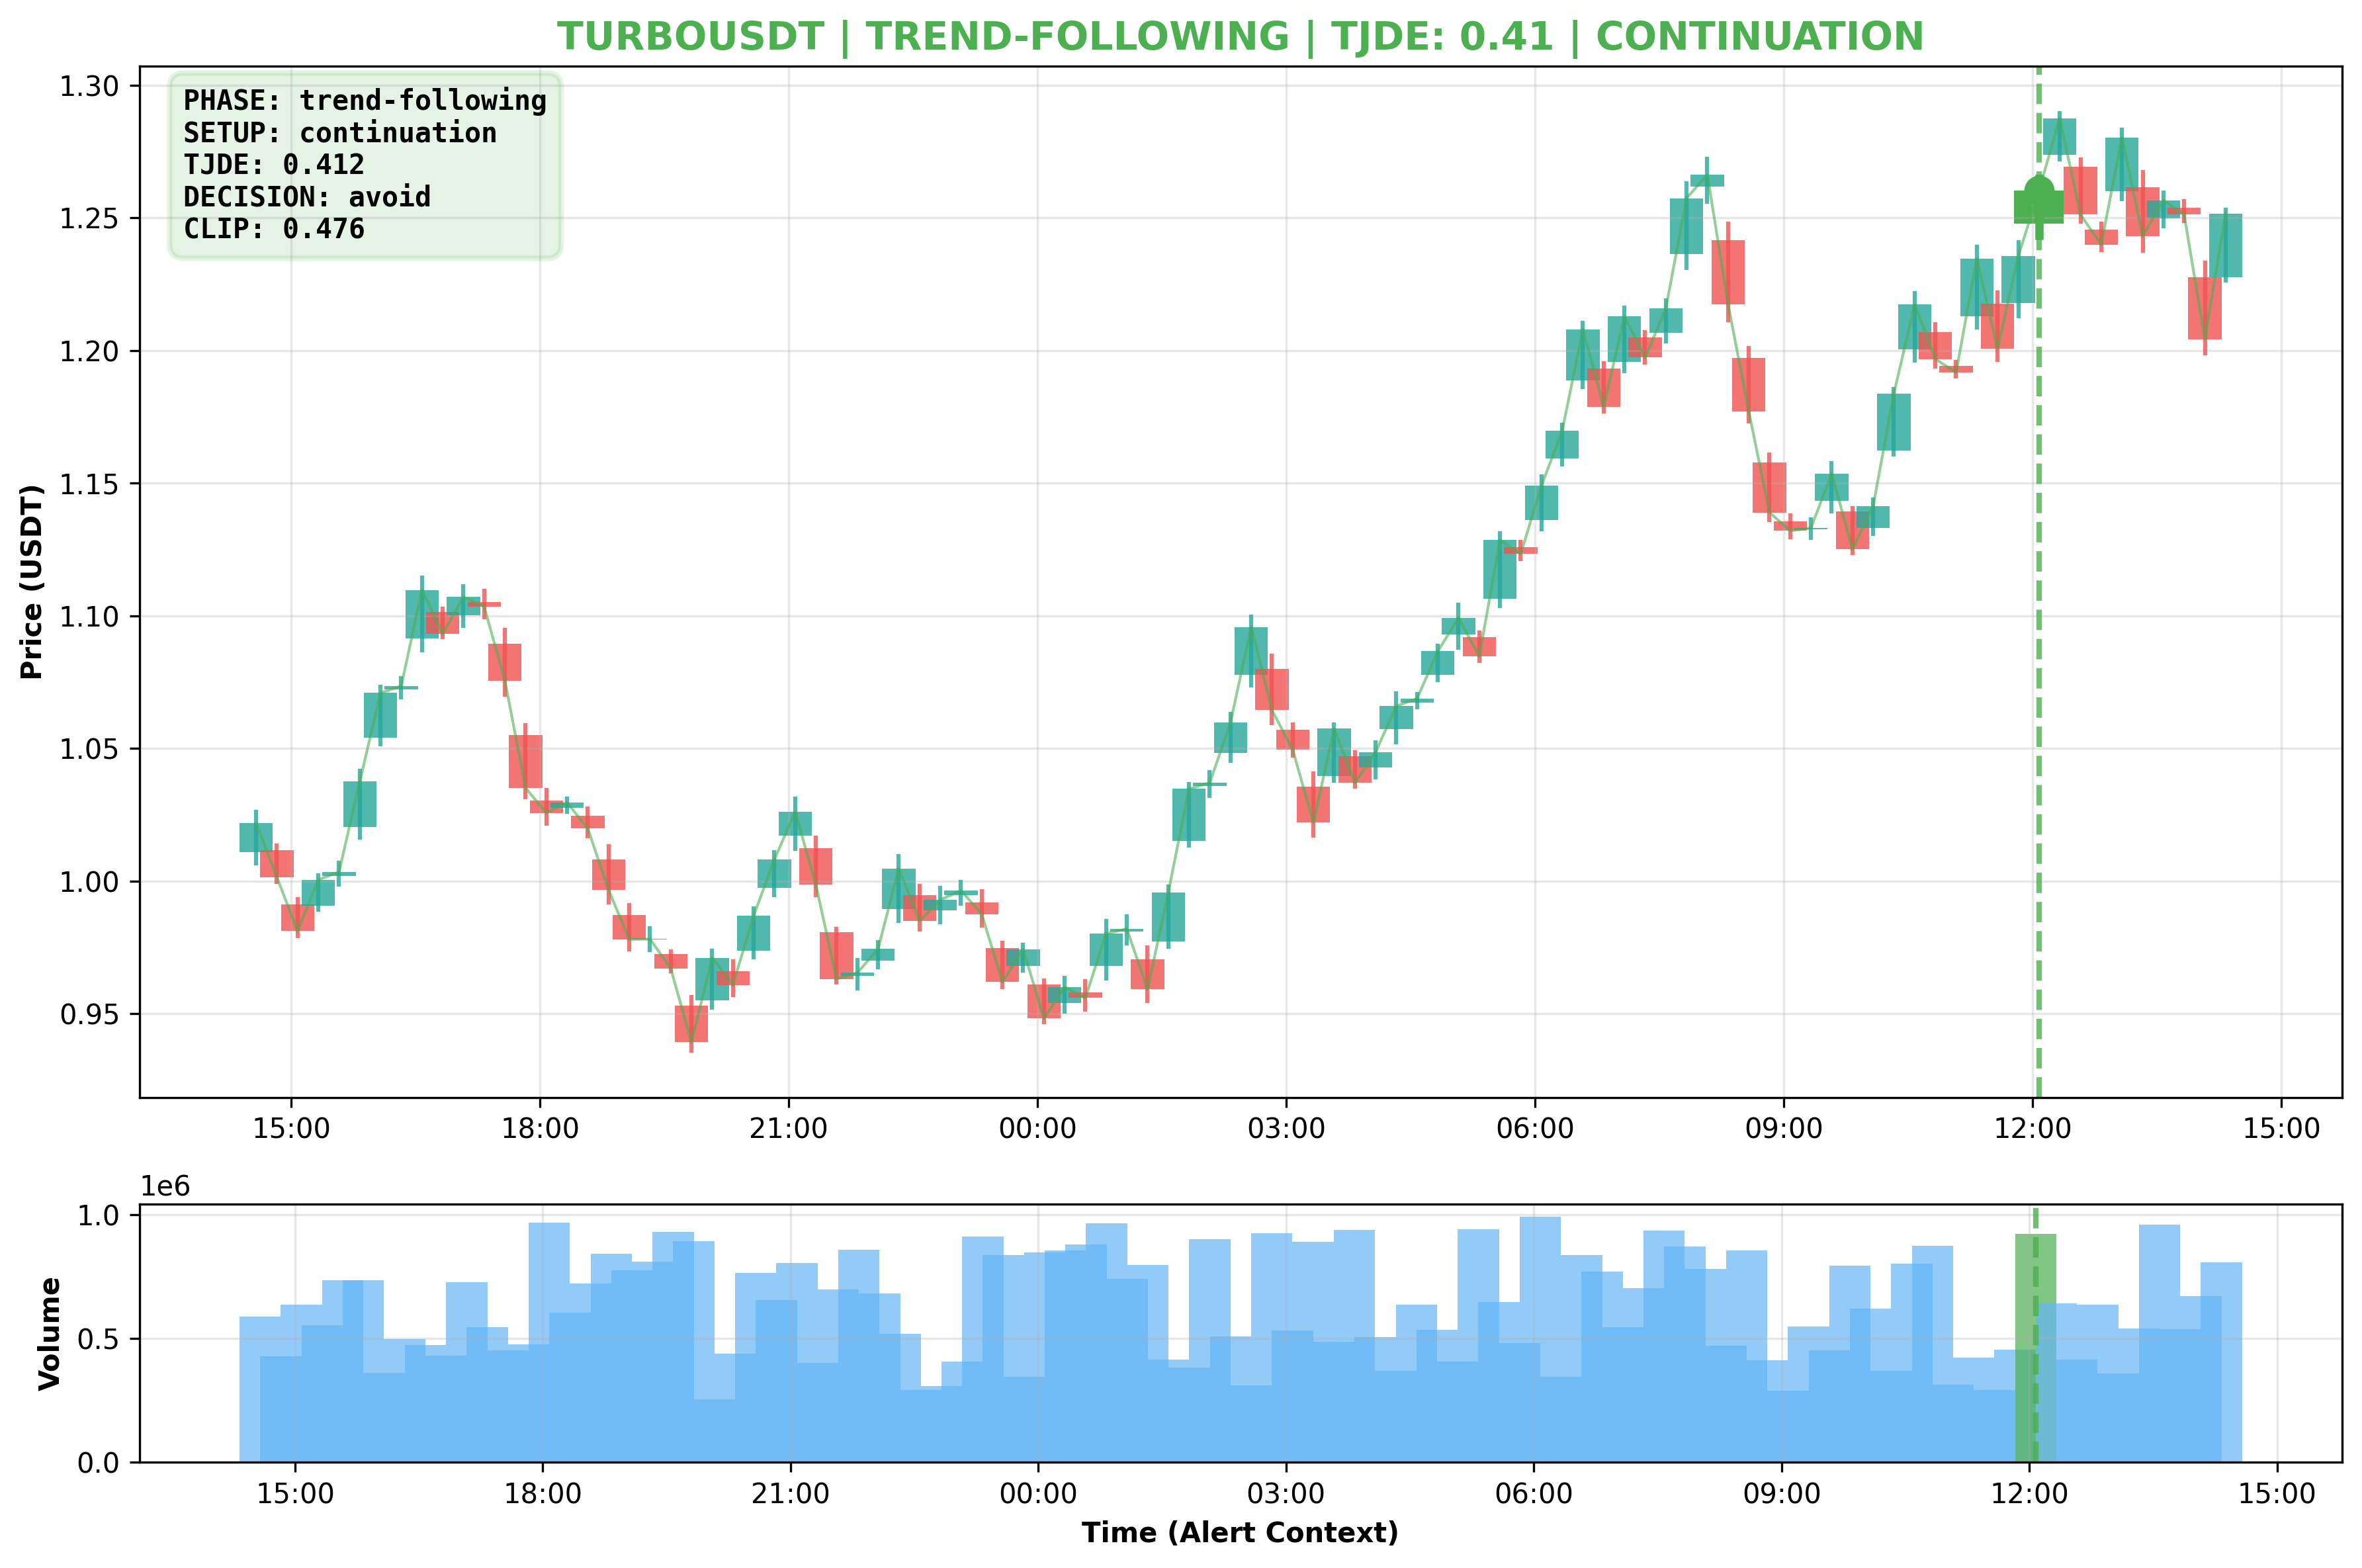 TURBOUSDT | TREND-FOLLOWING | TJDE: 0.41 | CONTINUATION
PHASE: trend-following
SETUP: continuation
TJDE: 0.412
DECISION: avoid
CLIP: 0.476
Price (USDT)
1.30
1.25
1.20
1.15
1.10
1.05
1.00
0.95
15:00 18:00 21:00 00:00 03:00 06:00 09:00 12:00 15:00
1e6
Volume
1.0
0.5
0.0
15:00 18:00 21:00 00:00 03:00 06:00 09:00 12:00 15:00
Time (Alert Context)